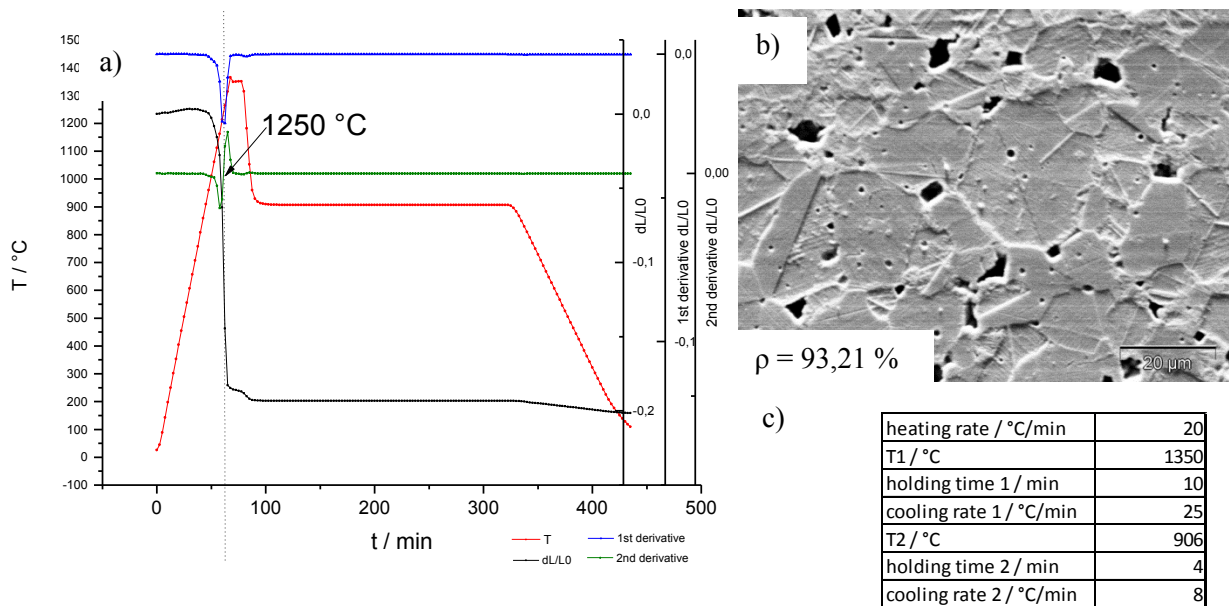 a)
150
140
1300
1200
1100
1000
900
800
700
600
500
400
300
200
100
0
-100
T / °C
1250 °C
0 100 200 300 400 500
t / min
T
1st derivative
dL/L0
2nd derivative
0,0
-0,1
-0,2
dL/L0
0,0
-0,1
1st derivative dL/L0
0,00
2nd derivative dL/L0
b)
ρ = 93,21 %
20 µm
c)
heating rate / °C/min 20
T1 / °C 1350
holding time 1 / min 10
cooling rate 1 / °C/min 25
T2 / °C 906
holding time 2 / min 4
cooling rate 2 / °C/min 8